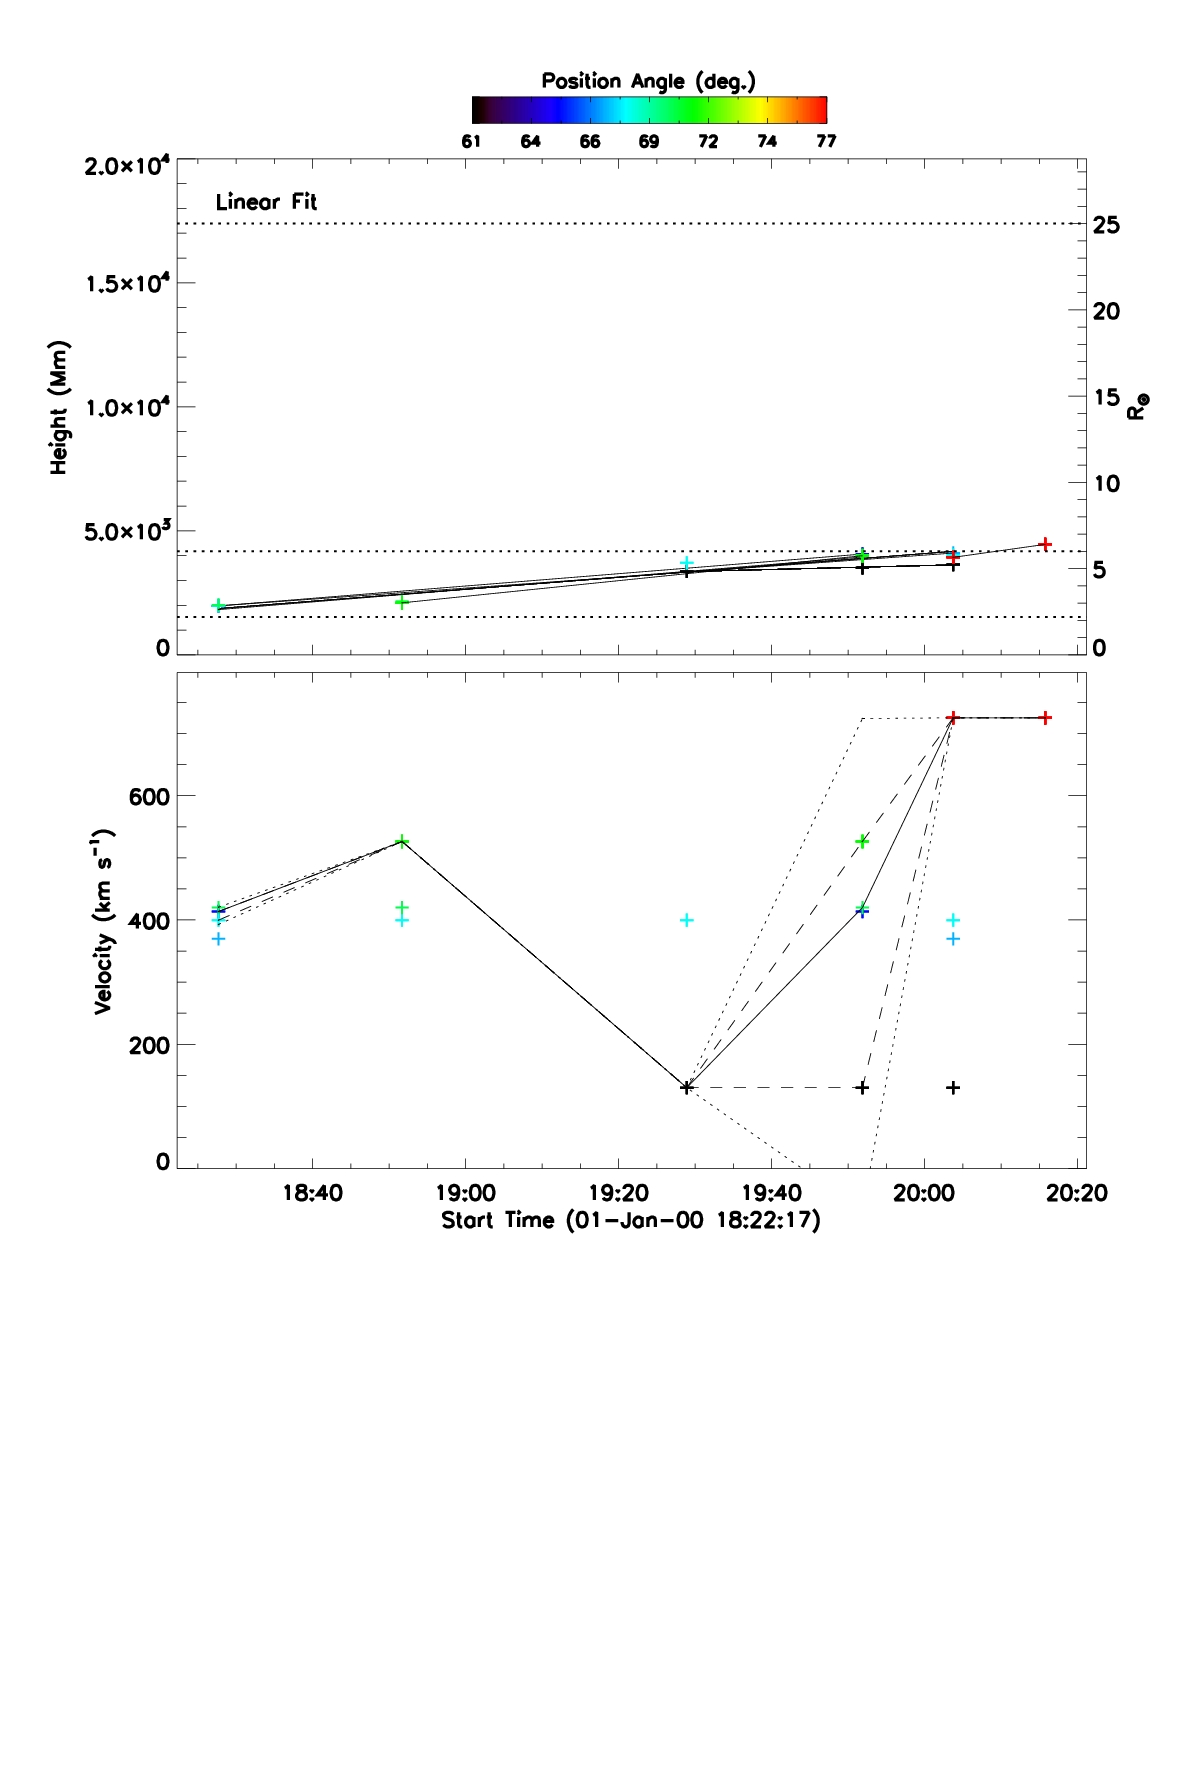 Position Angle (deg.)
61 64 66 69 72 74 77
2.0×10⁴
Linear Fit
25
1.5×10⁴
20
Height (Mm)
1.0×10⁴
15
R⊙
10
5.0×10³
5
0
0
600
Velocity (km s⁻¹)
400
200
0
18:40 19:00 19:20 19:40 20:00 20:20
Start Time (01-Jan-00 18:22:17)